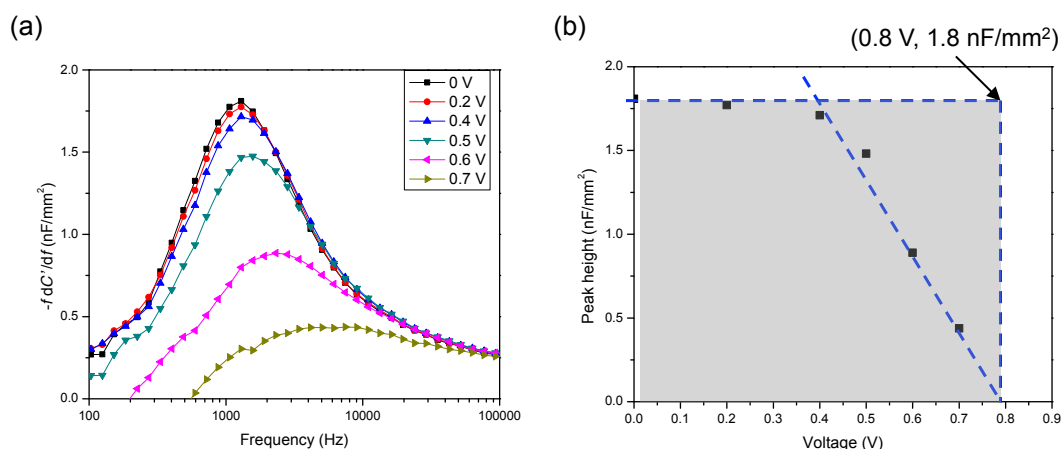 (a)
2.0
1.5
1.0
0.5
0.0
-f dC'/df (nF/mm²)
100
1000
10000
100000
Frequency (Hz)
0 V
0.2 V
0.4 V
0.5 V
0.6 V
0.7 V
(b)
(0.8 V, 1.8 nF/mm²)
2.0
1.5
1.0
0.5
0.0
Peak height (nF/mm²)
0.0
0.1
0.2
0.3
0.4
0.5
0.6
0.7
0.8
0.9
Voltage (V)